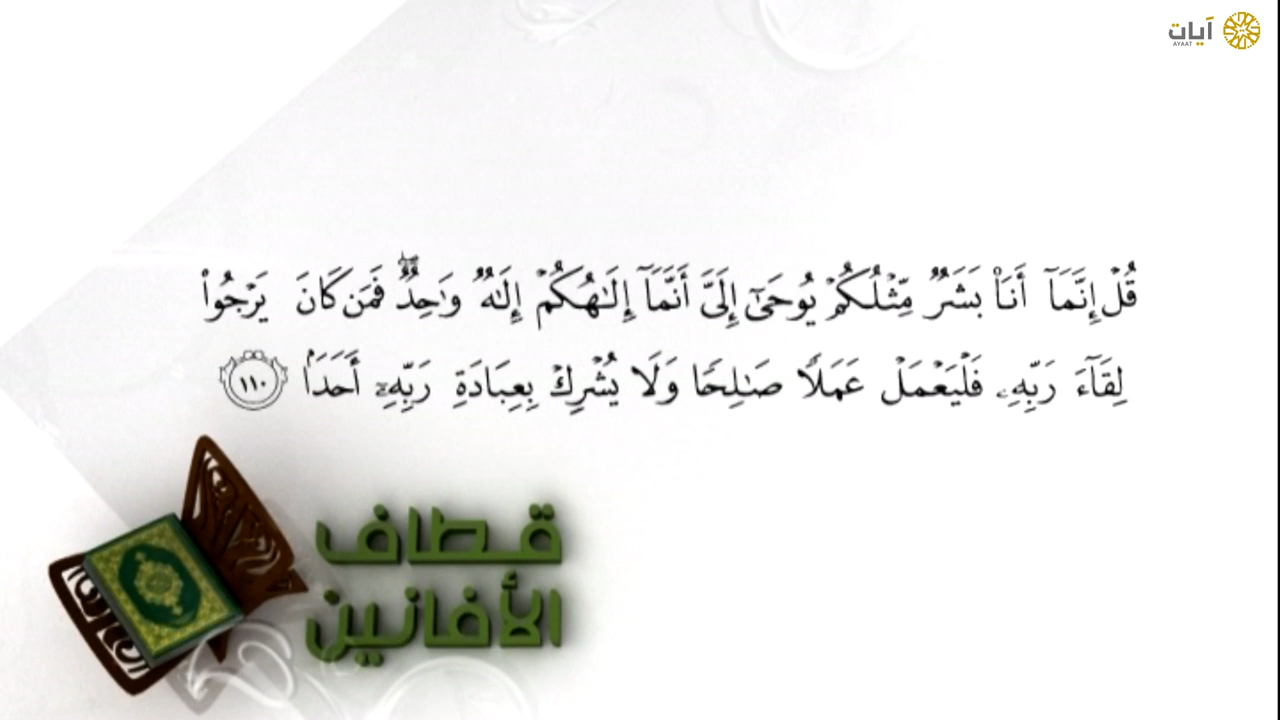 آيات
AYAAT
قُلْ إِنَّمَآ أَنَا۠ بَشَرٌ مِّثْلُكُمْ يُوحَىٰٓ إِلَىَّ أَنَّمَآ إِلَـٰهُكُمْ إِلَـٰهٌ وَٰحِدٌ ۖ فَمَن كَانَ يَرْجُوا۟
لِقَآءَ رَبِّهِۦ فَلْيَعْمَلْ عَمَلًا صَـٰلِحًا وَلَا يُشْرِكْ بِعِبَادَةِ رَبِّهِۦٓ أَحَدًۢا ١١٠
قطاف
الأفانين